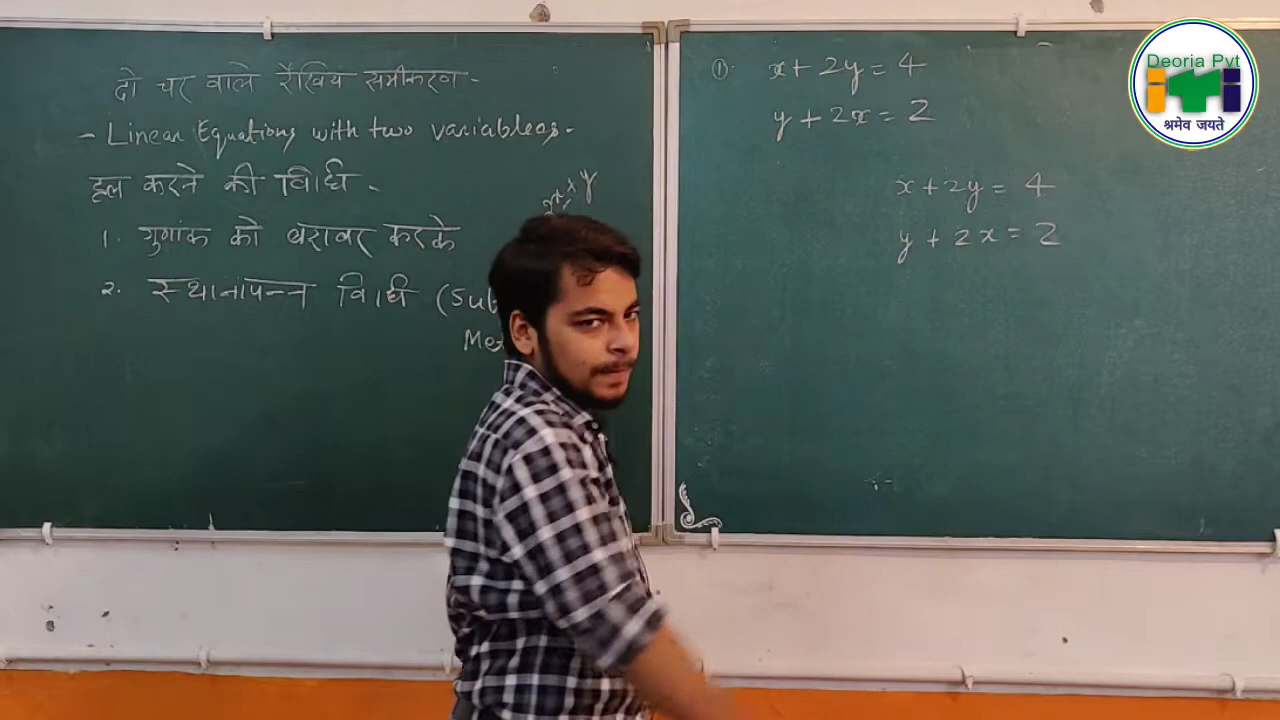 दो चर वाले रैखिय समीकरण -
- Linear Equations with two variableas.
हल करने की विधि -
1. गुणांक को बराबर करके
2. स्थानापन्न विधि (Sub
Me
x y
① x + 2y = 4
y + 2x = 2
x + 2y = 4
y + 2x = 2
Deoria Pvt
iTi
श्रमेव जयते